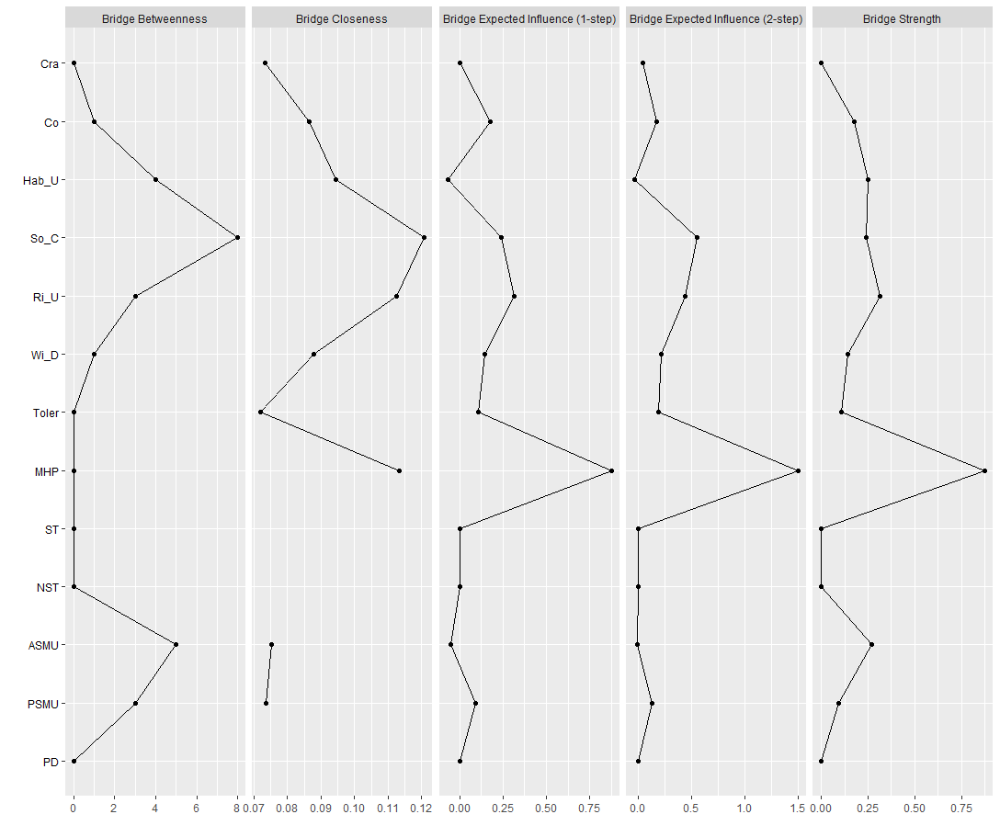 Bridge Betweenness Bridge Closeness Bridge Expected Influence (1-step) Bridge Expected Influence (2-step) Bridge Strength
Cra
Co
Hab_U
So_C
Ri_U
Wi_D
Toler
MHP
ST
NST
ASMU
PSMU
PD
0 2 4 6 8 0.07 0.08 0.09 0.10 0.11 0.12 0.00 0.25 0.50 0.75 0.0 0.5 1.0 1.5 0.00 0.25 0.50 0.75